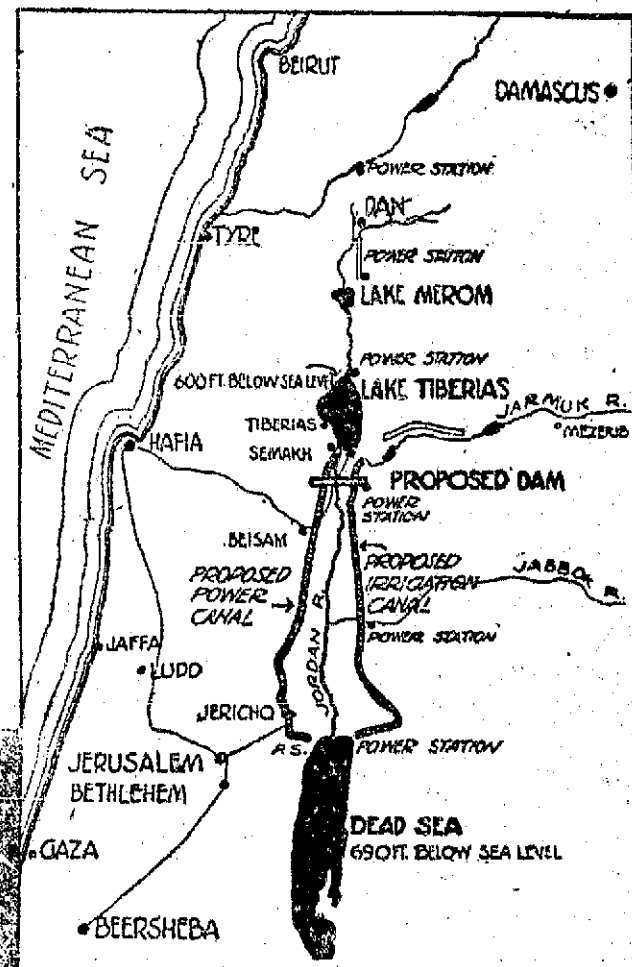 BEIRUT
DAMASCUS
MEDITERRANEAN SEA
POWER STATION
DAN
TYRE
POWER STATION
LAKE MEROM
POWER STATION
600 FT. BELOW SEA LEVEL
LAKE TIBERIAS
JARMUK R.
TIBERIAS
MEZERIB
HAFIA
SEMAKH
PROPOSED DAM
POWER
STATION
BEISAM
PROPOSED
POWER
CANAL
PROPOSED
IRRIGATION
CANAL
JABBOK R.
JORDAN R.
POWER STATION
JAFFA
LUDD
JERICHO
P.S.
POWER STATION
JERUSALEM
BETHLEHEM
DEAD SEA
690 FT. BELOW SEA LEVEL
GAZA
BEERSHEBA